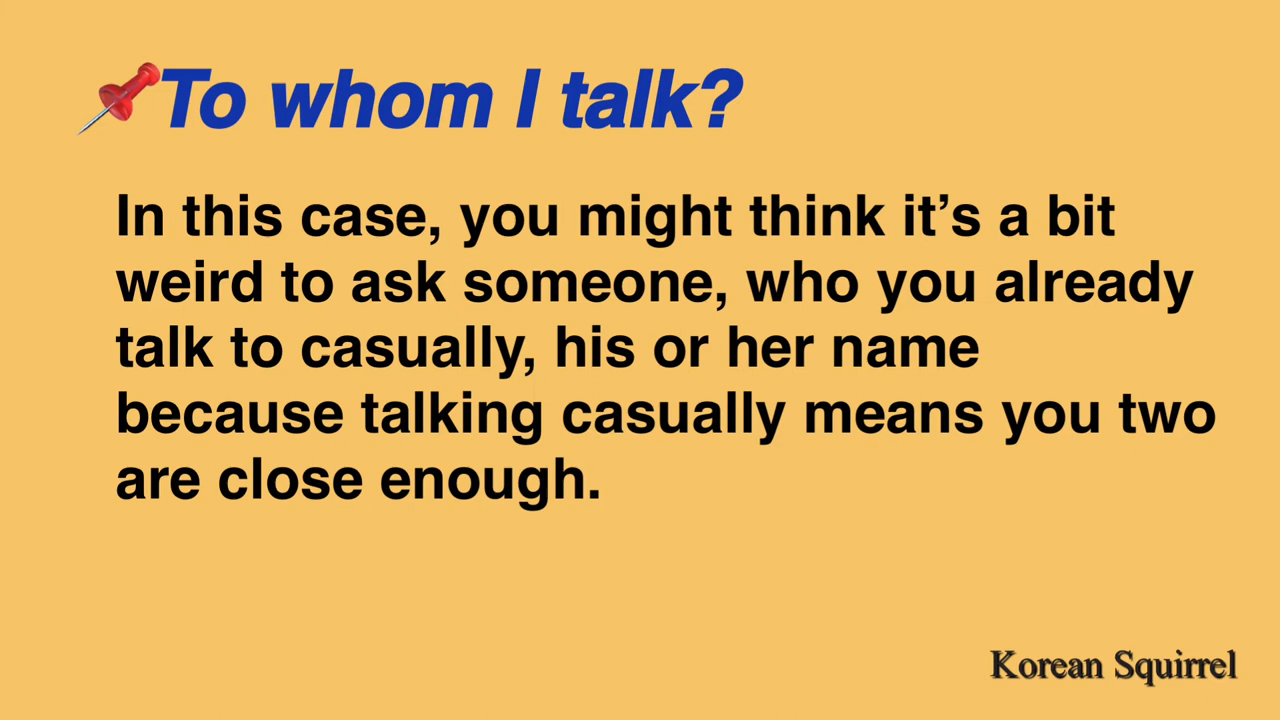 To whom I talk?
In this case, you might think it’s a bit
weird to ask someone, who you already
talk to casually, his or her name
because talking casually means you two
are close enough.
Korean Squirrel